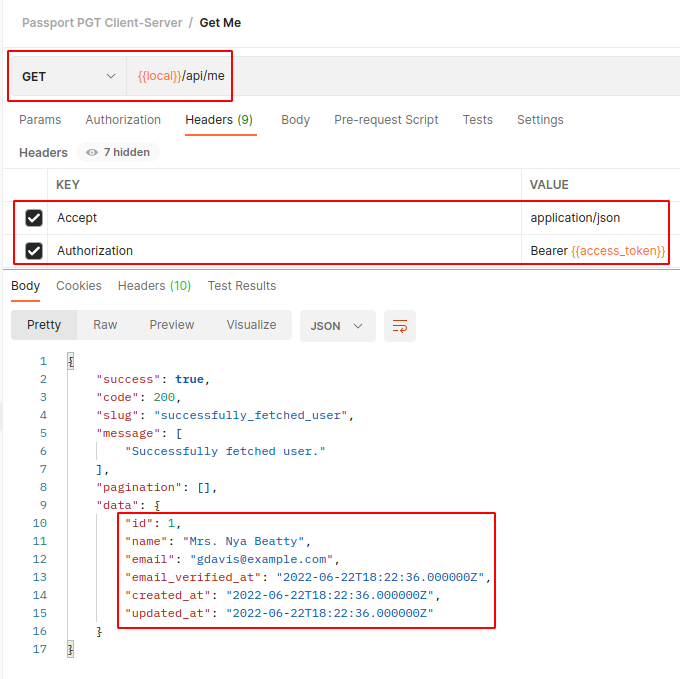 Passport PGT Client-Server / Get Me
GET {{local}}/api/me
Params Authorization Headers (9) Body Pre-request Script Tests Settings
Headers 7 hidden
KEY VALUE
Accept application/json
Authorization Bearer {{access_token}}
Body Cookies Headers (10) Test Results
Pretty Raw Preview Visualize JSON
1 {
2 "success": true,
3 "code": 200,
4 "slug": "successfully_fetched_user",
5 "message": [
6 "Successfully fetched user."
7 ],
8 "pagination": [],
9 "data": {
10 "id": 1,
11 "name": "Mrs. Nya Beatty",
12 "email": "gdavis@example.com",
13 "email_verified_at": "2022-06-22T18:22:36.000000Z",
14 "created_at": "2022-06-22T18:22:36.000000Z",
15 "updated_at": "2022-06-22T18:22:36.000000Z"
16 }
17 }